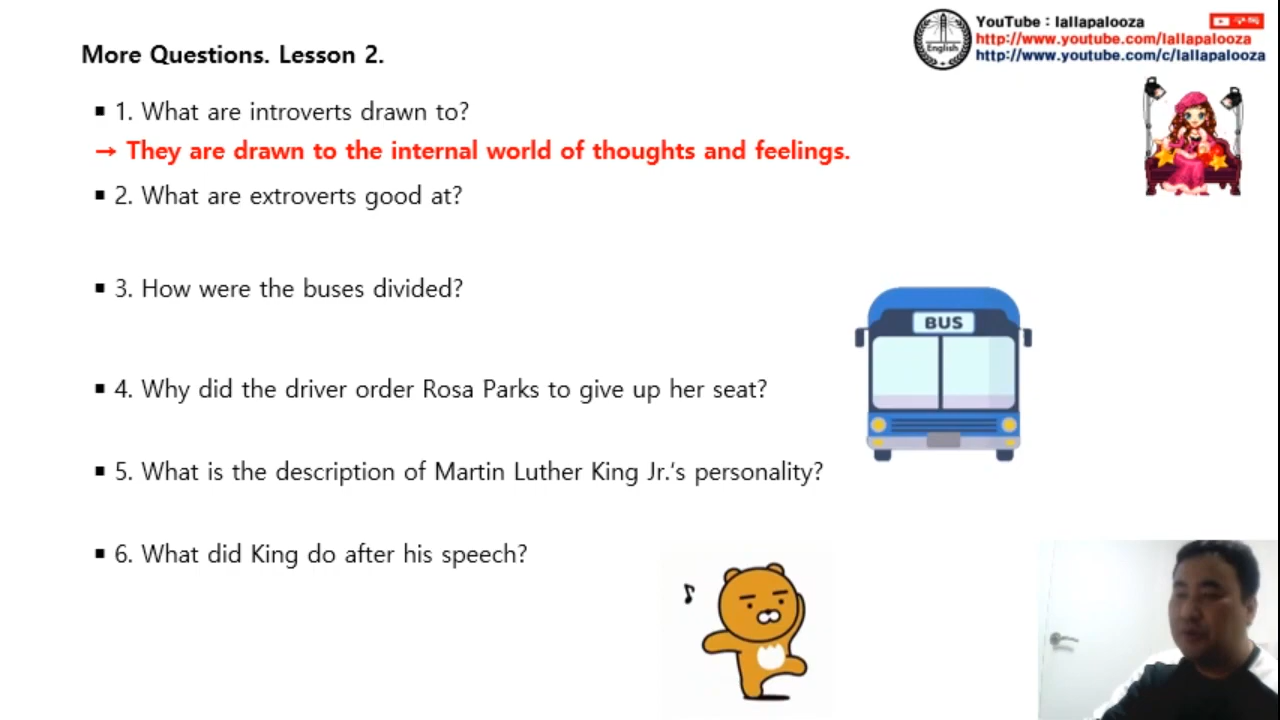 More Questions. Lesson 2.
English
YouTube : lallapalooza
구독
http://www.youtube.com/lallapalooza
http://www.youtube.com/c/lallapalooza
▪ 1. What are introverts drawn to?
→ They are drawn to the internal world of thoughts and feelings.
▪ 2. What are extroverts good at?
▪ 3. How were the buses divided?
BUS
▪ 4. Why did the driver order Rosa Parks to give up her seat?
▪ 5. What is the description of Martin Luther King Jr.'s personality?
▪ 6. What did King do after his speech?